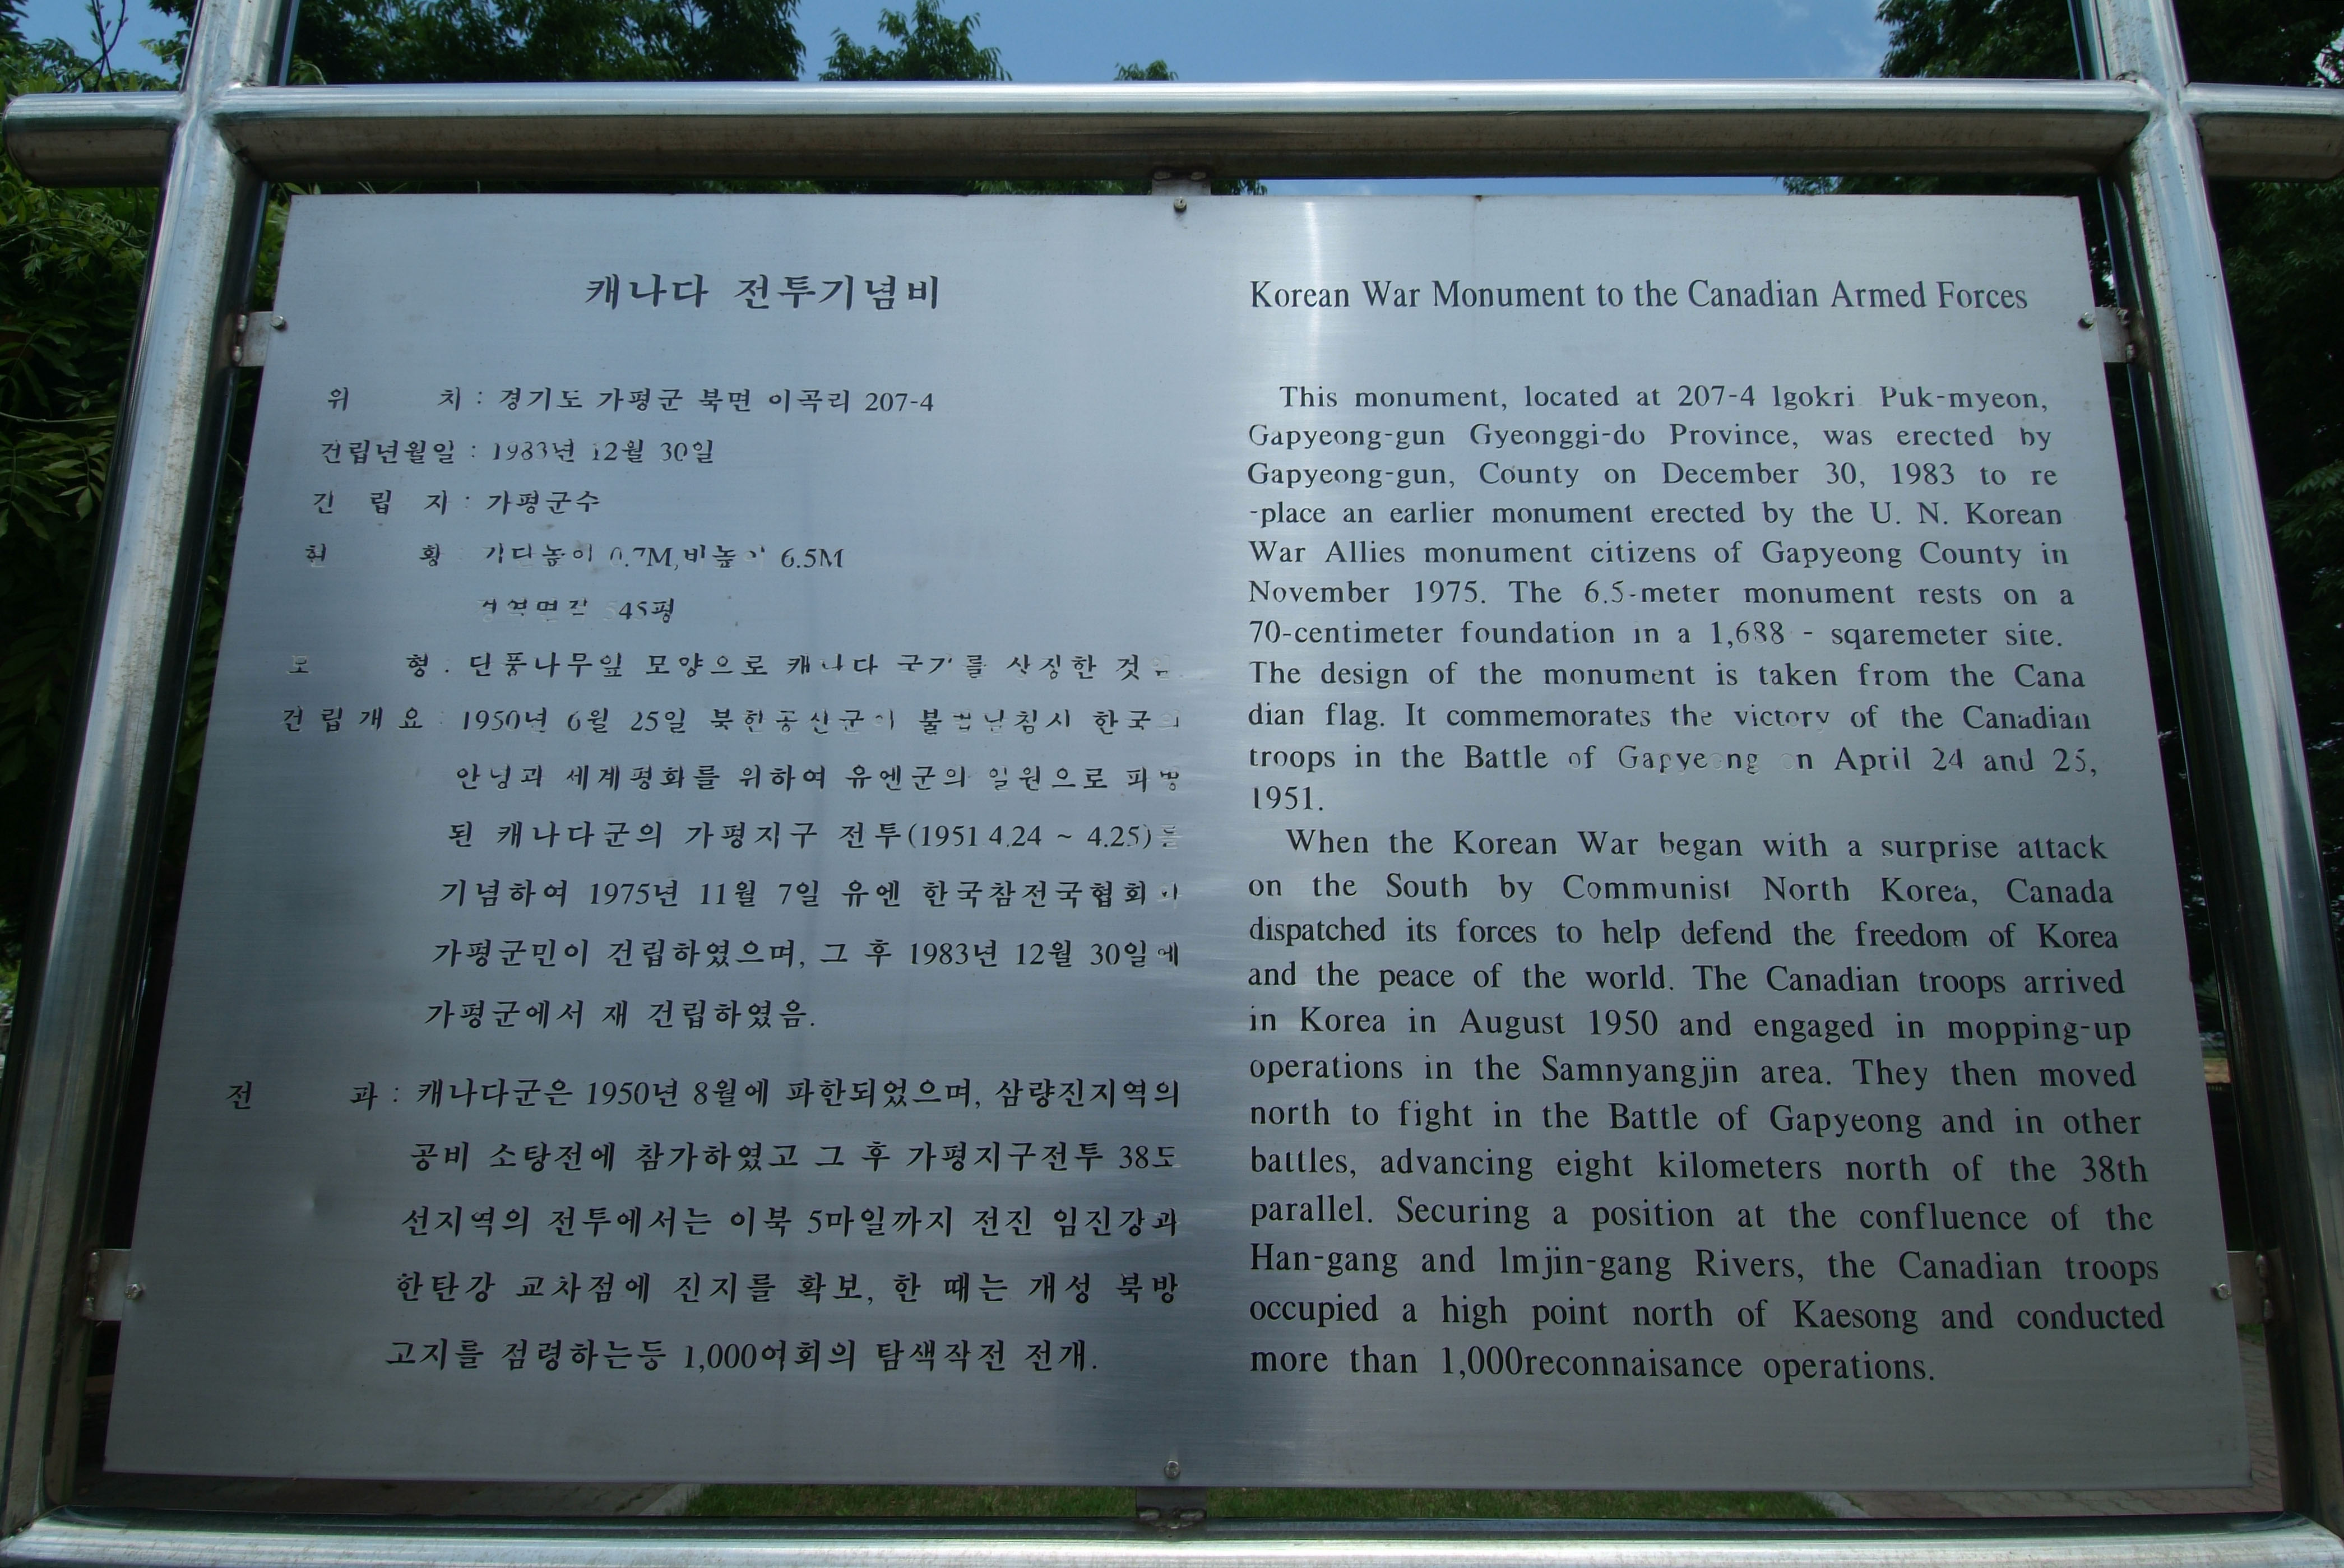 캐나다 전투기념비
위 치 : 경기도 가평군 북면 이곡리 207-4
건립년월일 : 1983년 12월 30일
건 립 자 : 가평군수
현 황 : 기단높이 0.7M, 비높이 6.5M
경역면적 545평
모 형 : 단풍나무잎 모양으로 캐나다 국기를 상징한 것임
건립개요 : 1950년 6월 25일 북한공산군이 불법남침시 한국의
안녕과 세계평화를 위하여 유엔군의 일원으로 파병
된 캐나다군의 가평지구 전투(1951.4.24 ~ 4.25)를
기념하여 1975년 11월 7일 유엔 한국참전국협회와
가평군민이 건립하였으며, 그 후 1983년 12월 30일에
가평군에서 재 건립하였음.
전 과 : 캐나다군은 1950년 8월에 파한되었으며, 삼랑진지역의
공비 소탕전에 참가하였고 그 후 가평지구전투 38도
선지역의 전투에서는 이북 5마일까지 전진 임진강과
한탄강 교차점에 진지를 확보, 한 때는 개성 북방
고지를 점령하는등 1,000여회의 탐색작전 전개.
Korean War Monument to the Canadian Armed Forces
This monument, located at 207-4 lgokri Puk-myeon,
Gapyeong-gun Gyeonggi-do Province, was erected by
Gapyeong-gun, County on December 30, 1983 to re
-place an earlier monument erected by the U. N. Korean
War Allies monument citizens of Gapyeong County in
November 1975. The 6.5-meter monument rests on a
70-centimeter foundation in a 1,688 - sqaremeter site.
The design of the monument is taken from the Cana
dian flag. It commemorates the victory of the Canadian
troops in the Battle of Gapyeong on April 24 and 25,
1951.
When the Korean War began with a surprise attack
on the South by Communist North Korea, Canada
dispatched its forces to help defend the freedom of Korea
and the peace of the world. The Canadian troops arrived
in Korea in August 1950 and engaged in mopping-up
operations in the Samnyangjin area. They then moved
north to fight in the Battle of Gapyeong and in other
battles, advancing eight kilometers north of the 38th
parallel. Securing a position at the confluence of the
Han-gang and lmjin-gang Rivers, the Canadian troops
occupied a high point north of Kaesong and conducted
more than 1,000reconnaisance operations.